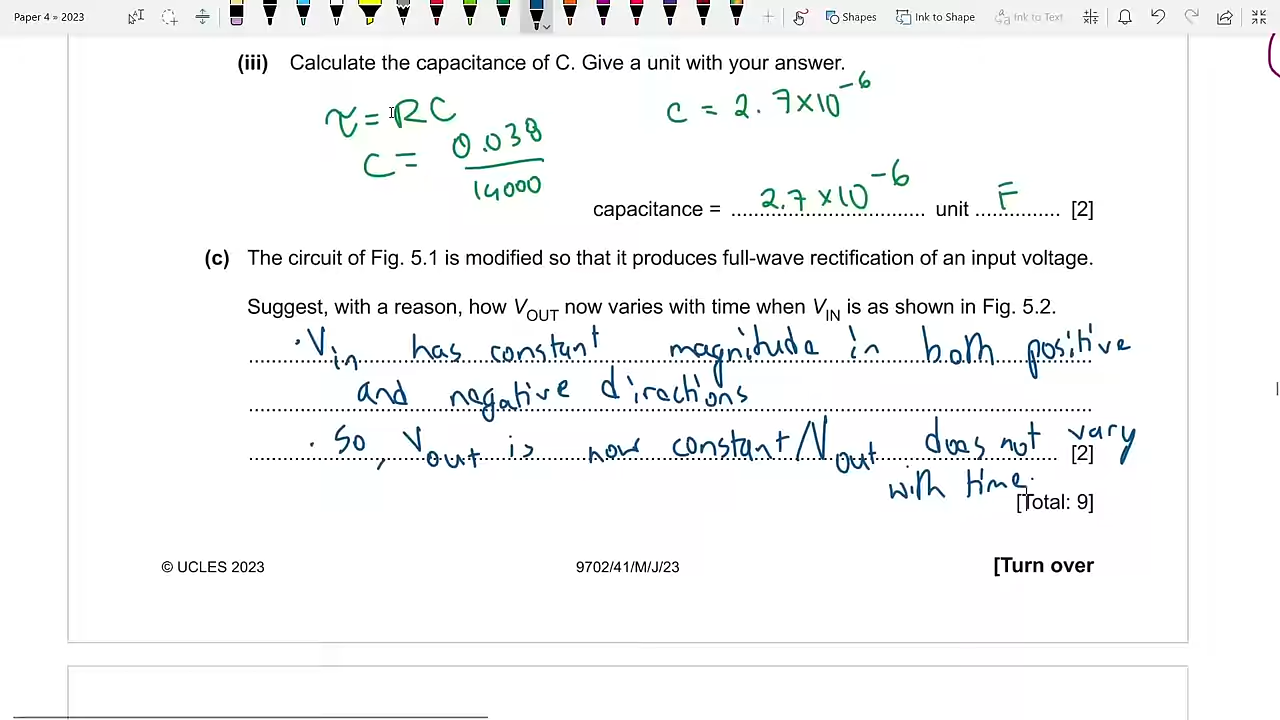 Paper 4 » 2023
Shapes
Ink to Shape
Ink to Text
(iii) Calculate the capacitance of C. Give a unit with your answer.
τ = RC
C = 2.7 × 10⁻⁶
C = 0.038 / 14000
capacitance = 2.7 × 10⁻⁶ unit F [2]
(c) The circuit of Fig. 5.1 is modified so that it produces full-wave rectification of an input voltage.
Suggest, with a reason, how V_OUT now varies with time when V_IN is as shown in Fig. 5.2.
· Vin has constant magnitude in both positive
and negative directions
· So, Vout is now constant / Vout does not vary
[2]
with time.
[Total: 9]
© UCLES 2023
9702/41/M/J/23
[Turn over